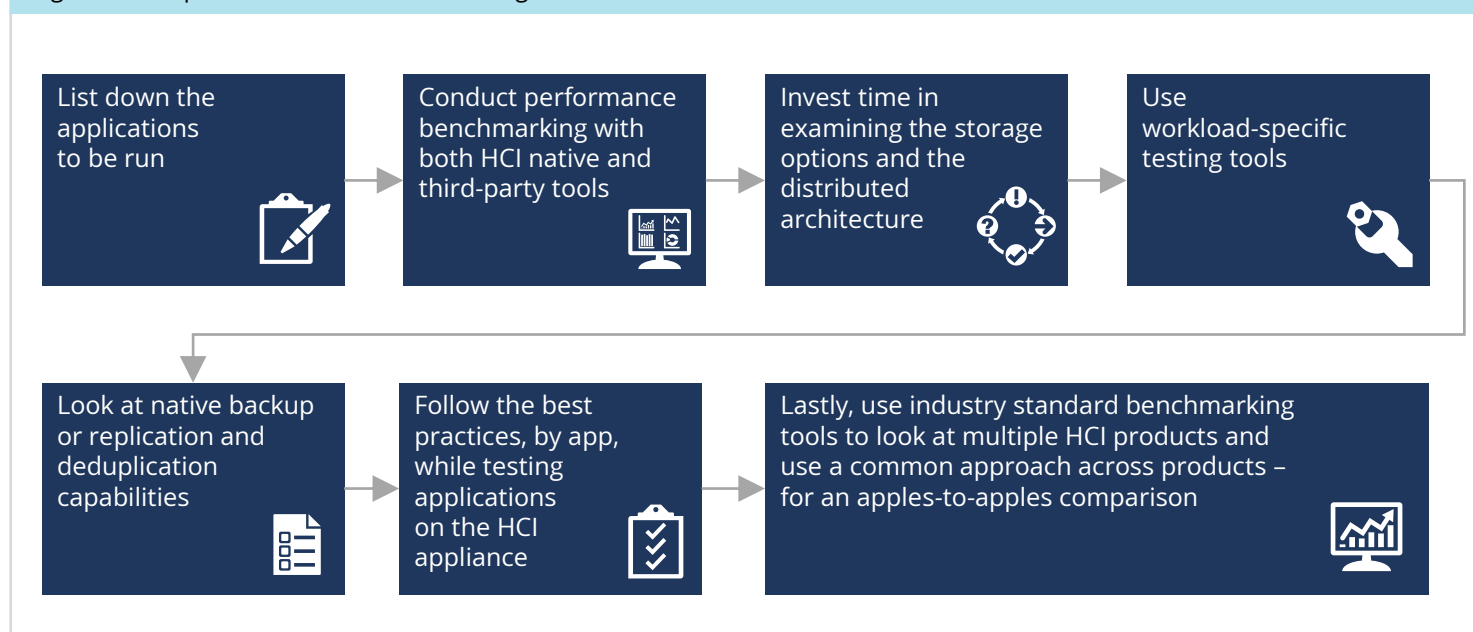 List down the
applications
to be run
Conduct performance
benchmarking with
both HCI native and
third-party tools
Invest time in
examining the storage
options and the
distributed
architecture
Use
workload-specific
testing tools
Look at native backup
or replication and
deduplication
capabilities
Follow the best
practices, by app,
while testing
applications
on the HCI
appliance
Lastly, use industry standard benchmarking
tools to look at multiple HCI products and
use a common approach across products –
for an apples-to-apples comparison